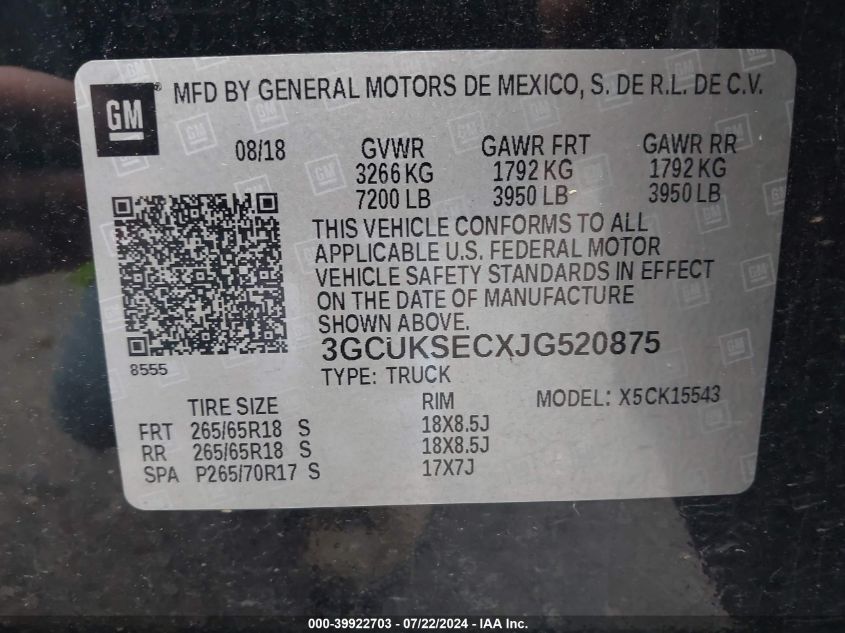 GM ® MFD BY GENERAL MOTORS DE MEXICO, S. DE R.L. DE C.V.
08/18 GVWR GAWR FRT GAWR RR
3266 KG 1792 KG 1792 KG
7200 LB 3950 LB 3950 LB
THIS VEHICLE CONFORMS TO ALL
APPLICABLE U.S. FEDERAL MOTOR
VEHICLE SAFETY STANDARDS IN EFFECT
ON THE DATE OF MANUFACTURE
SHOWN ABOVE.
8555 3GCUKSECXJG520875
TYPE: TRUCK
TIRE SIZE RIM MODEL: X5CK15543
FRT 265/65R18 S 18X8.5J
RR 265/65R18 S 18X8.5J
SPA P265/70R17 S 17X7J
000-39922703 - 07/22/2024 - IAA Inc.